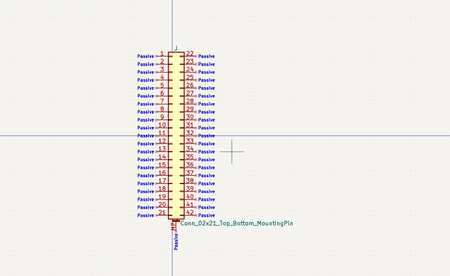 J
Passive 1 22 Passive
Passive 2 23 Passive
Passive 3 24 Passive
Passive 4 25 Passive
Passive 5 26 Passive
Passive 6 27 Passive
Passive 7 28 Passive
Passive 8 29 Passive
Passive 9 30 Passive
Passive 10 31 Passive
Passive 11 32 Passive
Passive 12 33 Passive
Passive 13 34 Passive
Passive 14 35 Passive
Passive 15 36 Passive
Passive 16 37 Passive
Passive 17 38 Passive
Passive 18 39 Passive
Passive 19 40 Passive
Passive 20 41 Passive
Passive 21 42 Passive
Conn_02x21_Top_Bottom_MountingPin
Passive